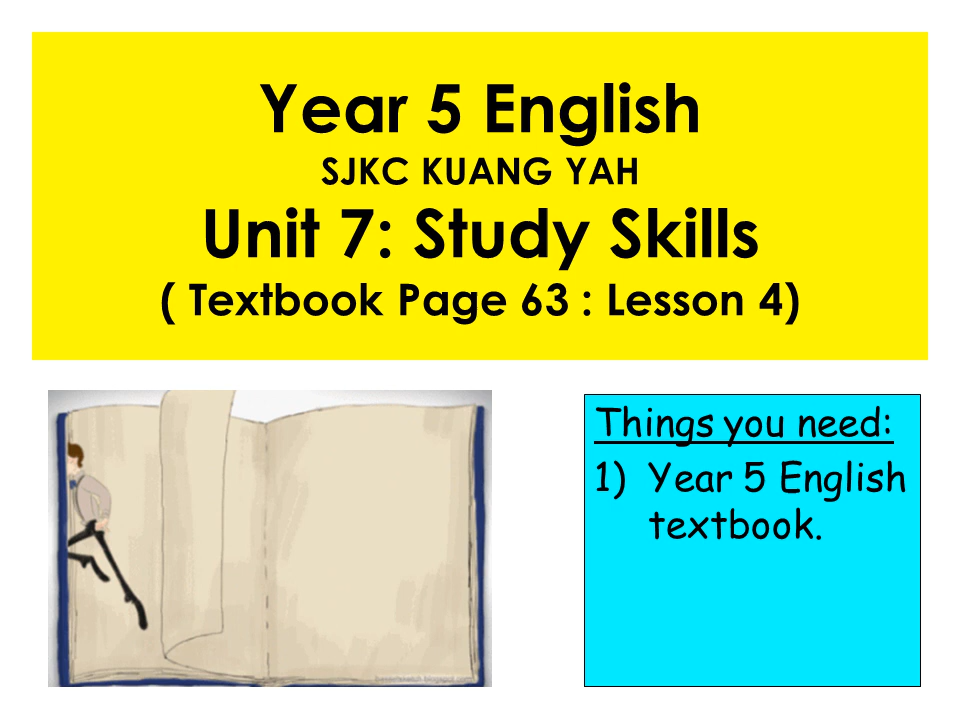 Year 5 English
SJKC KUANG YAH
Unit 7: Study Skills
( Textbook Page 63 : Lesson 4)
Things you need:
1) Year 5 English
textbook.